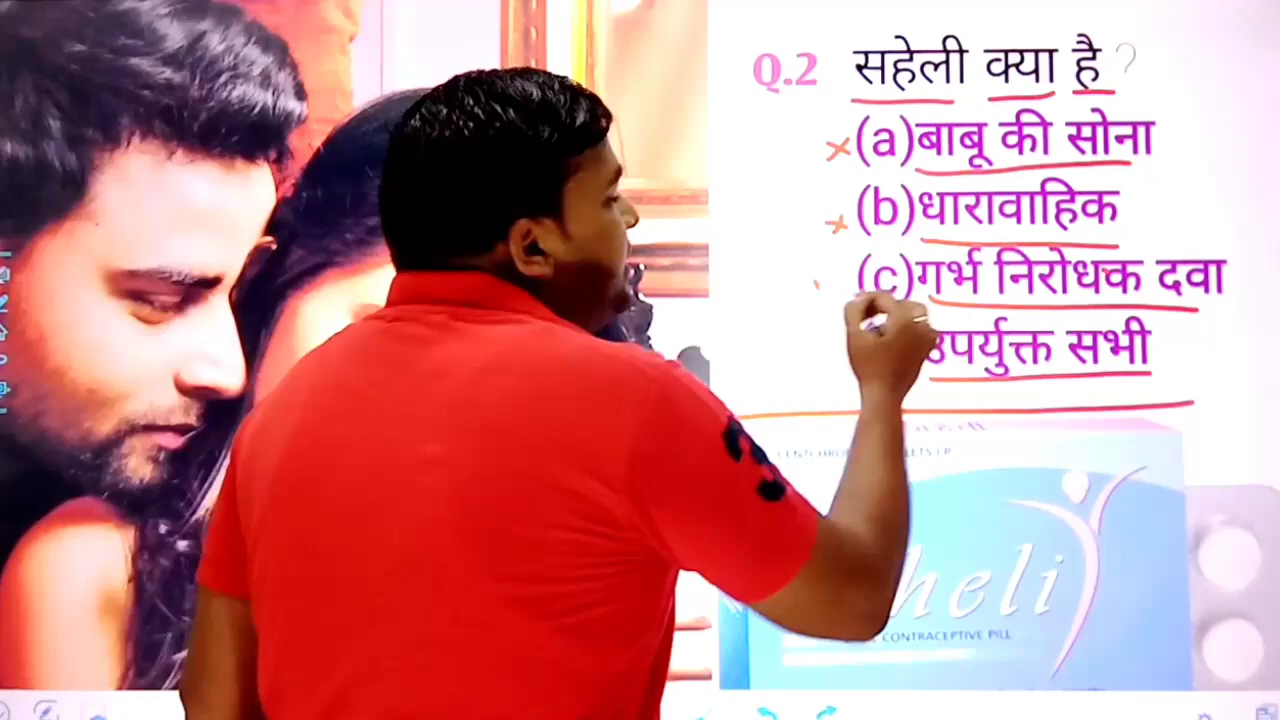 Q.2 सहेली क्या है ?
(a)बाबू की सोना
(b)धारावाहिक
(c)गर्भ निरोधक दवा
उपर्युक्त सभी
heli
CONTRACEPTIVE PILL